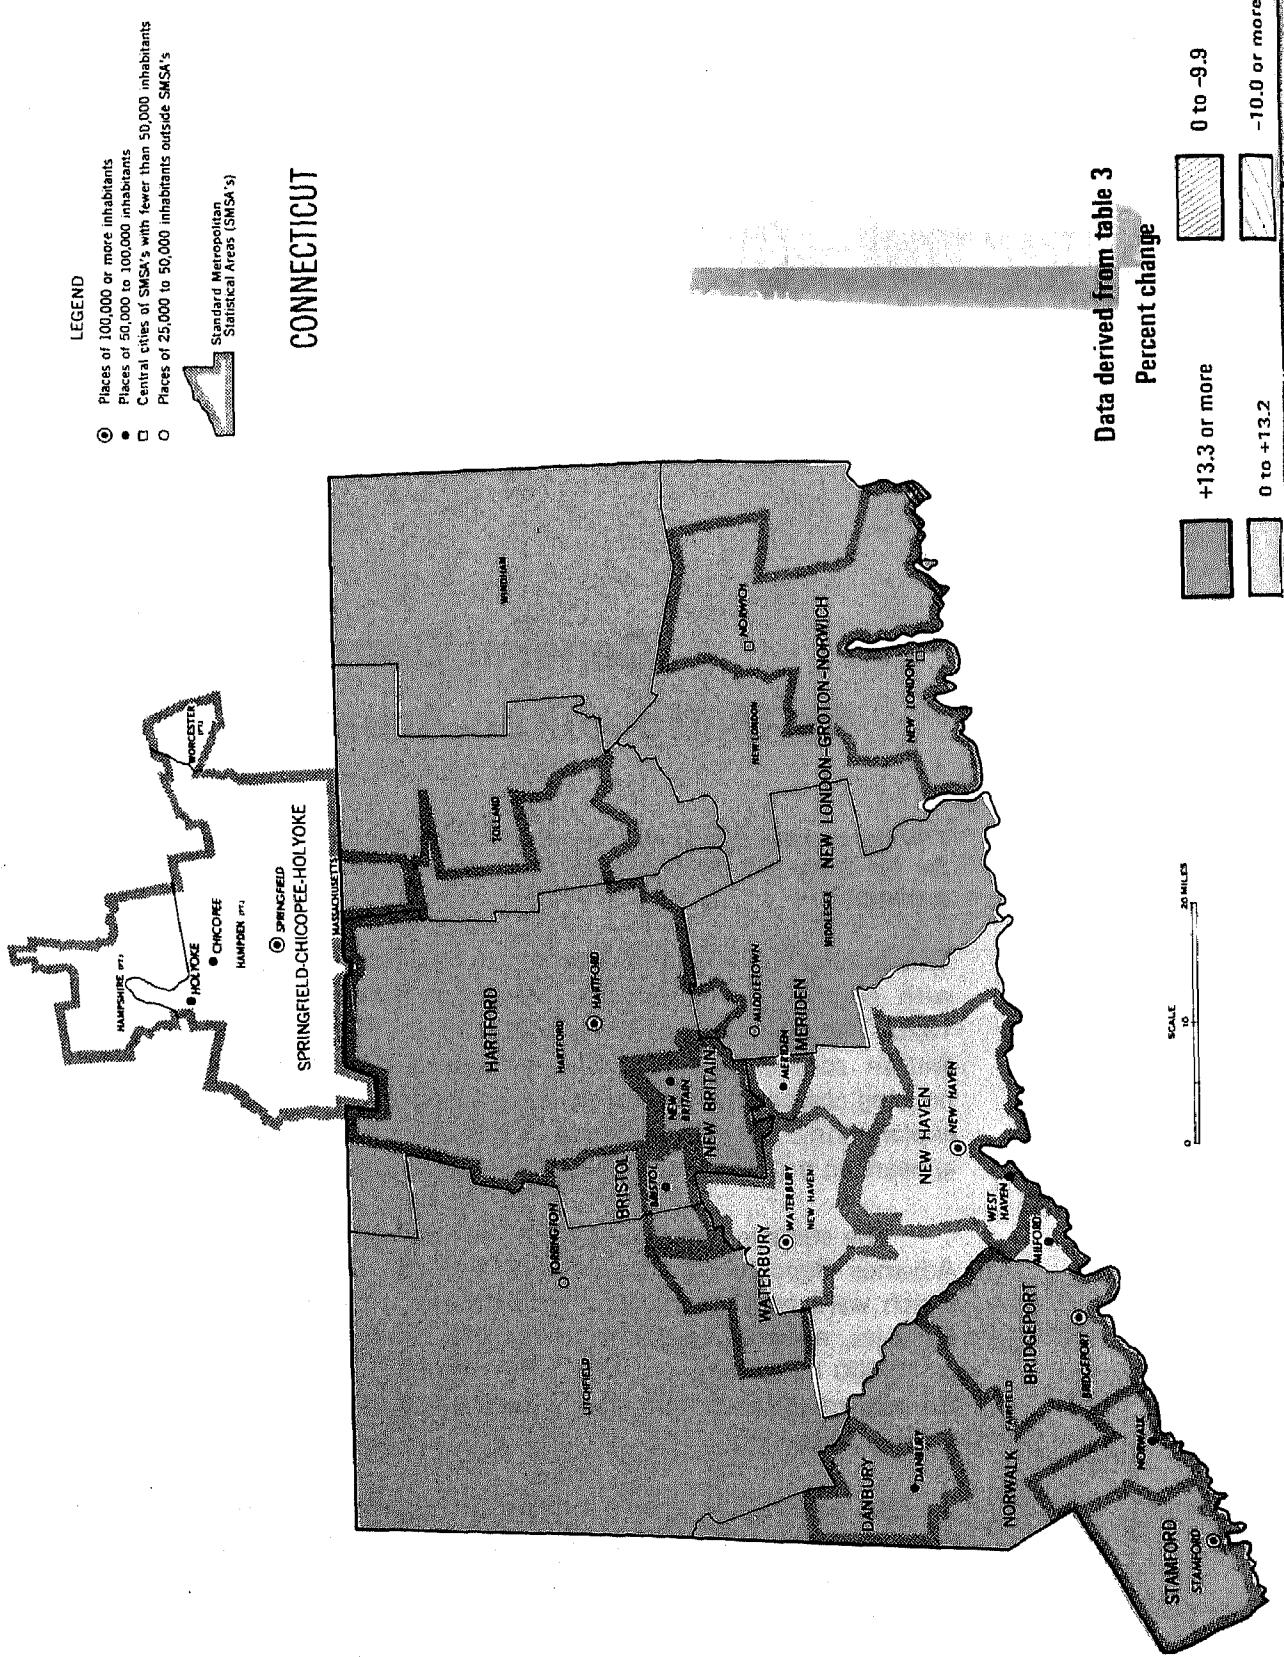 LEGEND
Places of 100,000 or more inhabitants
Places of 50,000 to 100,000 inhabitants
Central cities of SMSA's with fewer than 50,000 inhabitants
Places of 25,000 to 50,000 inhabitants outside SMSA's
Standard Metropolitan
Statistical Areas (SMSA's)
CONNECTICUT
HAMPSHIRE (PT.)
HOLYOKE
CHICOPEE
HAMPDEN (PT.)
SPRINGFIELD
WORCESTER
(PT.)
SPRINGFIELD-CHICOPEE-HOLYOKE
MASSACHUSETTS
LITCHFIELD
TORRINGTON
HARTFORD
HARTFORD
HARTFORD
TOLLAND
WINDHAM
BRISTOL
BRISTOL
NEW
BRITAIN
NEW BRITAIN
WATERBURY
WATERBURY
NEW HAVEN
MERIDEN
MERIDEN
MIDDLETOWN
MIDDLESEX
NEW LONDON
NORWICH
NEW LONDON-GROTON-NORWICH
NEW LONDON
DANBURY
DANBURY
NEW HAVEN
NEW HAVEN
WEST
HAVEN
MILFORD
BRIDGEPORT
BRIDGEPORT
FAIRFIELD
NORWALK
NORWALK
STAMFORD
STAMFORD
SCALE
0 10 20 MILES
Data derived from table 3
Percent change
+13.3 or more
0 to -9.9
0 to +13.2
-10.0 or more